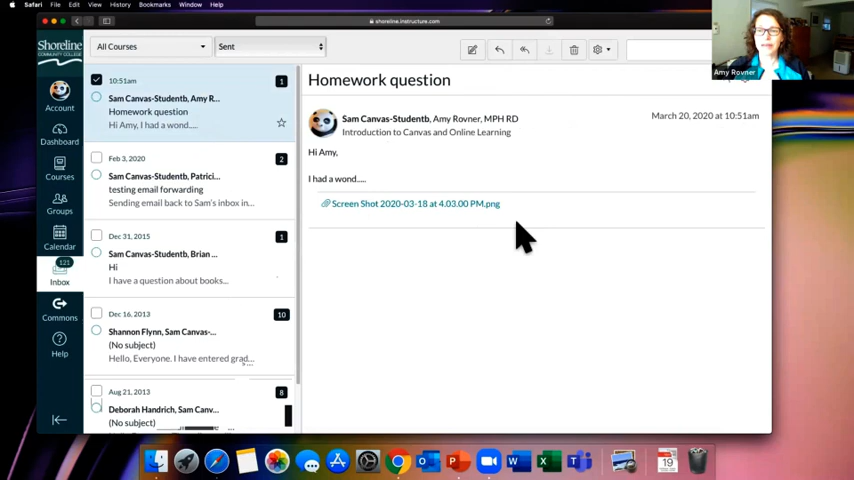 Safari File Edit View History Bookmarks Window Help
shoreline.instructure.com
Shoreline
COMMUNITY COLLEGE
All Courses
Sent
Amy Rovner
Account
Dashboard
Courses
Groups
Calendar
121
Inbox
Commons
Help
10:51am
1
Sam Canvas-Studentb, Amy R...
Homework question
Hi Amy, I had a wond.....
Feb 3, 2020
2
Sam Canvas-Studentb, Patrici...
testing email forwarding
Sending email back to Sam's inbox in...
Dec 31, 2015
1
Sam Canvas-Studentb, Brian ...
Hi
I have a question about books...
Dec 16, 2013
10
Shannon Flynn, Sam Canvas-...
(No subject)
Hello, Everyone. I have entered grad...
Aug 21, 2013
8
Deborah Handrich, Sam Canv...
(No subject)
Homework question
Sam Canvas-Studentb, Amy Rovner, MPH RD
March 20, 2020 at 10:51am
Introduction to Canvas and Online Learning
Hi Amy,
I had a wond.....
Screen Shot 2020-03-18 at 4.03.00 PM.png
19